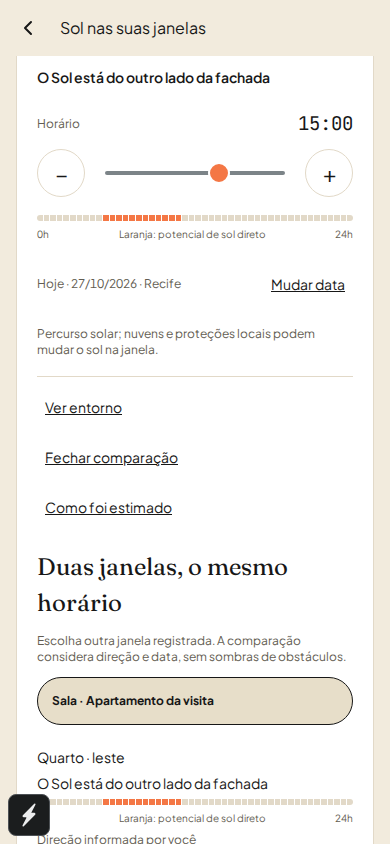 Sol nas suas janelas
O Sol está do outro lado da fachada
Horário
15:00
−
+
0h
Laranja: potencial de sol direto
24h
Hoje · 27/10/2026 · Recife
Mudar data
Percurso solar; nuvens e proteções locais podem
mudar o sol na janela.
Ver entorno
Fechar comparação
Como foi estimado
Duas janelas, o mesmo
horário
Escolha outra janela registrada. A comparação
considera direção e data, sem sombras de obstáculos.
Sala · Apartamento da visita
Quarto · leste
O Sol está do outro lado da fachada
Laranja: potencial de sol direto
24h
Direção informada por você